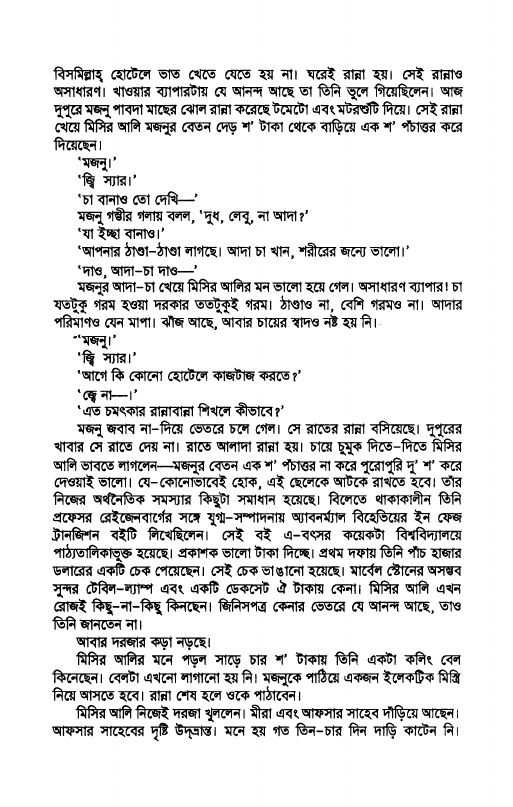 বিসমিল্লাহ্ হোটেলে ভাত খেতে যেতে হয় না। ঘরেই রান্না হয়। সেই রান্নাও
অসাধারণ। খাওয়ার ব্যাপারটায় যে আনন্দ আছে তা তিনি ভুলে গিয়েছিলেন। আজ
দুপুরে মজনু পাবদা মাছের ঝোল রান্না করেছে টমেটো এবং মটরশুঁটি দিয়ে। সেই রান্না
খেয়ে মিসির আলি মজনুর বেতন দেড় শ' টাকা থেকে বাড়িয়ে এক শ' পঁচাত্তর করে
দিয়েছেন।
'মজনু।'
'জ্বি স্যার।'
'চা বানাও তো দেখি—'
মজনু গম্ভীর গলায় বলল, 'দুধ, লেবু, না আদা?'
'যা ইচ্ছা বানাও।'
'আপনার ঠাণ্ডা-ঠাণ্ডা লাগছে। আদা চা খান, শরীরের জন্যে ভালো।'
'দাও, আদা-চা দাও—'
মজনুর আদা-চা খেয়ে মিসির আলির মন ভালো হয়ে গেল। অসাধারণ ব্যাপার! চা
যতটুকু গরম হওয়া দরকার ততটুকুই গরম। ঠাণ্ডাও না, বেশি গরমও না। আদার
পরিমাণও যেন মাপা। ঝাঁজ আছে, আবার চায়ের স্বাদও নষ্ট হয় নি।
'মজনু।'
'জ্বি স্যার।'
'আগে কি কোনো হোটেলে কাজটাজ করতে?'
'জ্বে না—।'
'এত চমৎকার রান্নাবান্না শিখলে কীভাবে?'
মজনু জবাব না-দিয়ে ভেতরে চলে গেল। সে রাতের রান্না বসিয়েছে। দুপুরের
খাবার সে রাতে দেয় না। রাতে আলাদা রান্না হয়। চায়ে চুমুক দিতে-দিতে মিসির
আলি ভাবতে লাগলেন—মজনুর বেতন এক শ' পঁচাত্তর না করে পুরোপুরি দু' শ' করে
দেওয়াই ভালো। যে-কোনোভাবেই হোক, এই ছেলেকে আটকে রাখতে হবে। তাঁর
নিজের অর্থনৈতিক সমস্যার কিছুটা সমাধান হয়েছে। বিলেতে থাকাকালীন তিনি
প্রফেসর রেইজেনবার্গের সঙ্গে যুগ্ম-সম্পাদনায় অ্যাবনর্ম্যাল বিহেভিয়ের ইন ফেজ
ট্রানজিশন বইটি লিখেছিলেন। সেই বই এ-বৎসর কয়েকটা বিশ্ববিদ্যালয়ে
পাঠ্যতালিকাভুক্ত হয়েছে। প্রকাশক ভালো টাকা দিচ্ছে। প্রথম দফায় তিনি পাঁচ হাজার
ডলারের একটি চেক পেয়েছেন। সেই চেক ভাঙানো হয়েছে। মার্বেল স্টোনের অসম্ভব
সুন্দর টেবিল-ল্যাম্প এবং একটি ডেকসেট ঐ টাকায় কেনা। মিসির আলি এখন
রোজই কিছু-না-কিছু কিনছেন। জিনিসপত্র কেনার ভেতরে যে আনন্দ আছে, তাও
তিনি জানতেন না।
আবার দরজার কড়া নড়ছে।
মিসির আলির মনে পড়ল সাড়ে চার শ' টাকায় তিনি একটা কলিং বেল
কিনেছেন। বেলটা এখনো লাগানো হয় নি। মজনুকে পাঠিয়ে একজন ইলেকট্রিক মিস্ত্রি
নিয়ে আসতে হবে। রান্না শেষ হলে ওকে পাঠাবেন।
মিসির আলি নিজেই দরজা খুললেন। মীরা এবং আফসার সাহেব দাঁড়িয়ে আছেন।
আফসার সাহেবের দৃষ্টি উদ্‌ভ্রান্ত। মনে হয় গত তিন-চার দিন দাড়ি কাটেন নি।